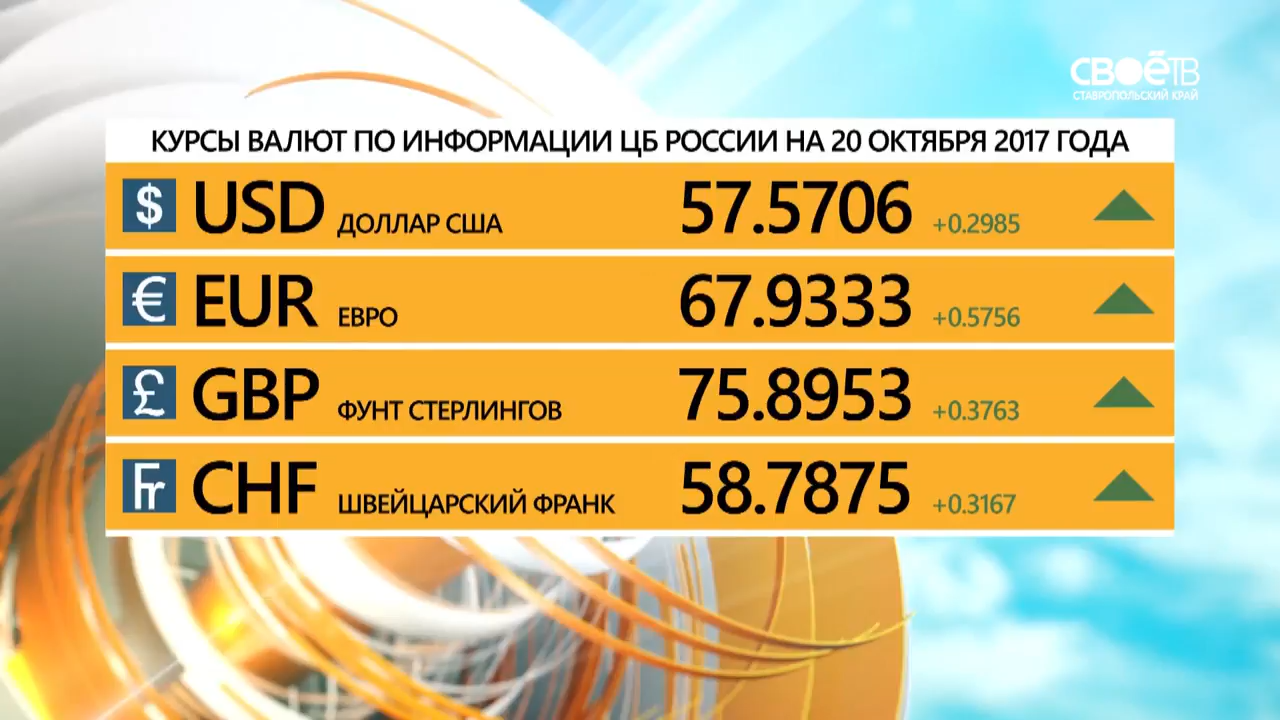 СВОЁТВ
СТАВРОПОЛЬСКИЙ КРАЙ
КУРСЫ ВАЛЮТ ПО ИНФОРМАЦИИ ЦБ РОССИИ НА 20 ОКТЯБРЯ 2017 ГОДА
$ USD ДОЛЛАР США 57.5706 +0.2985
€ EUR ЕВРО 67.9333 +0.5756
£ GBP ФУНТ СТЕРЛИНГОВ 75.8953 +0.3763
Fr CHF ШВЕЙЦАРСКИЙ ФРАНК 58.7875 +0.3167